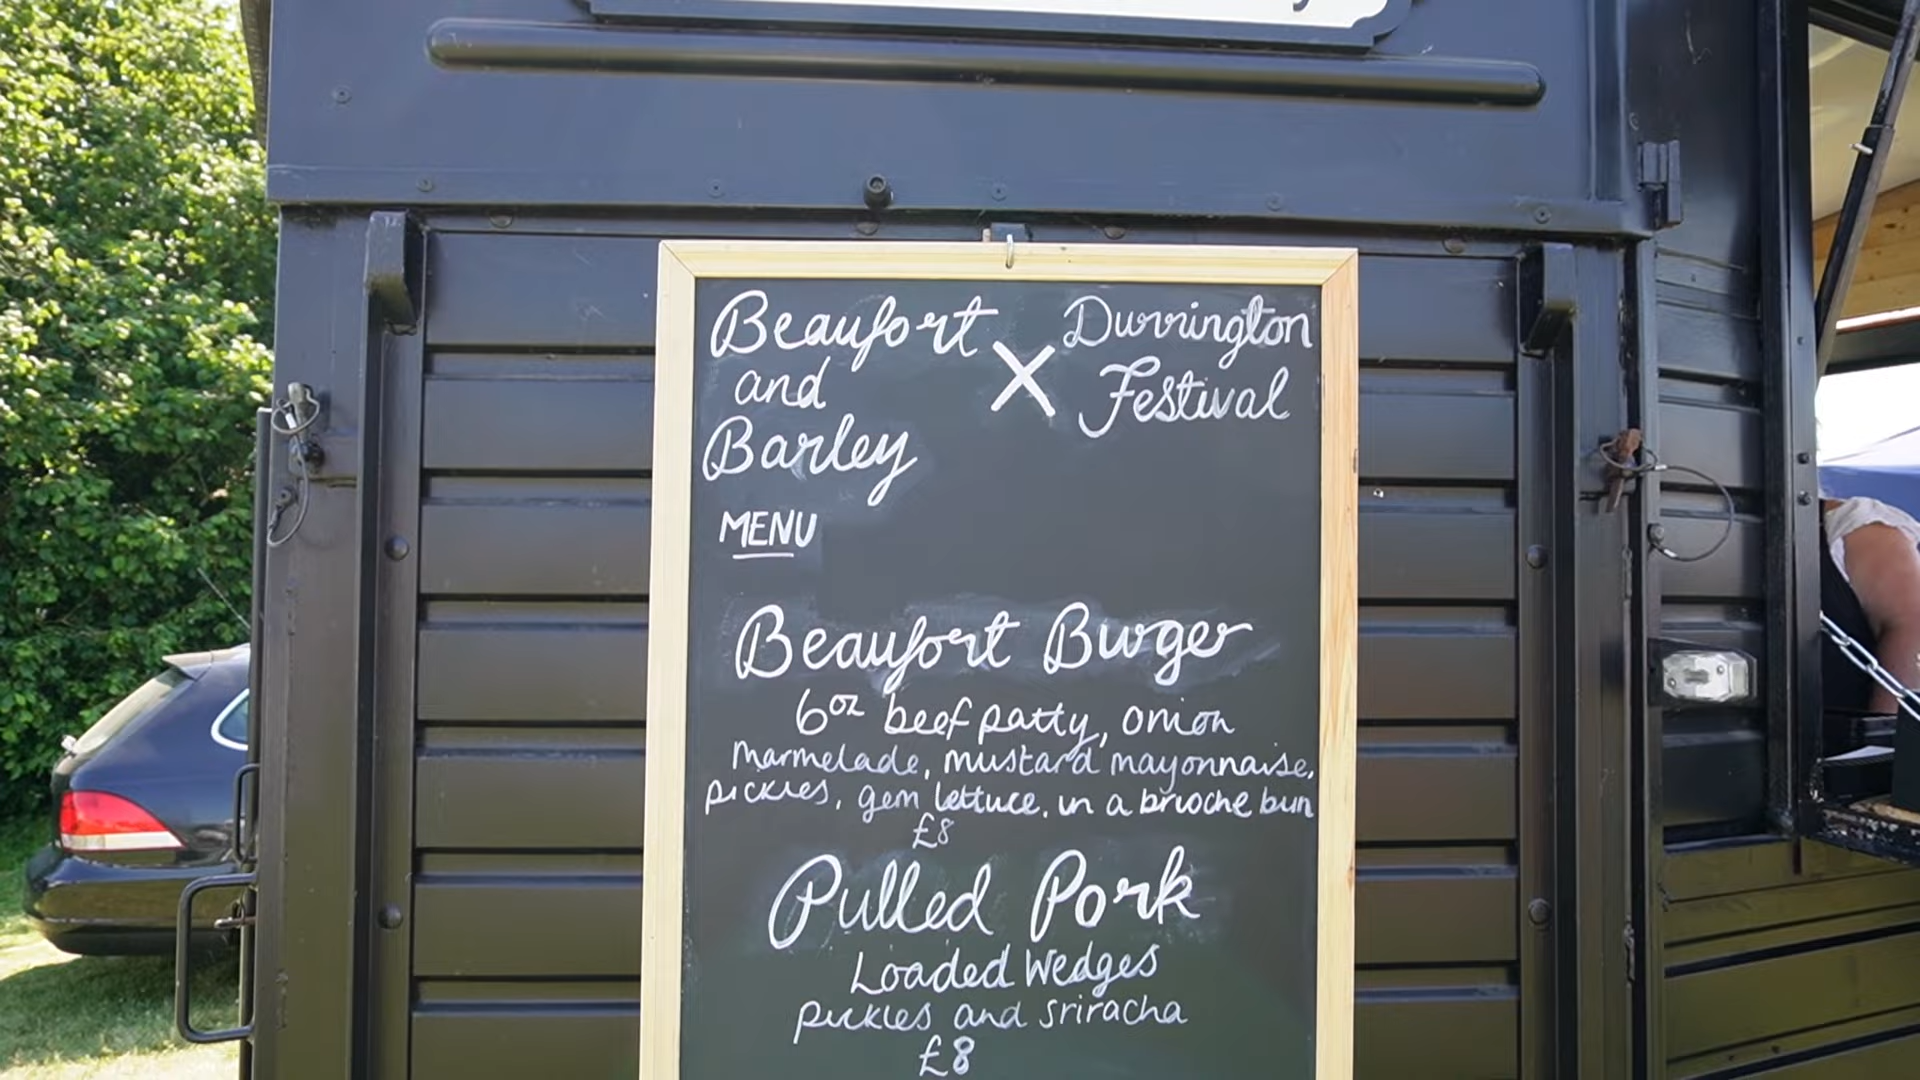 Beaufort
and
Barley
X
Durrington
Festival
MENU
Beaufort Burger
6oz beef patty, onion
marmelade, mustard mayonnaise,
pickles, gem lettuce, in a brioche bun
£8
Pulled Pork
Loaded Wedges
pickles and sriracha
£8